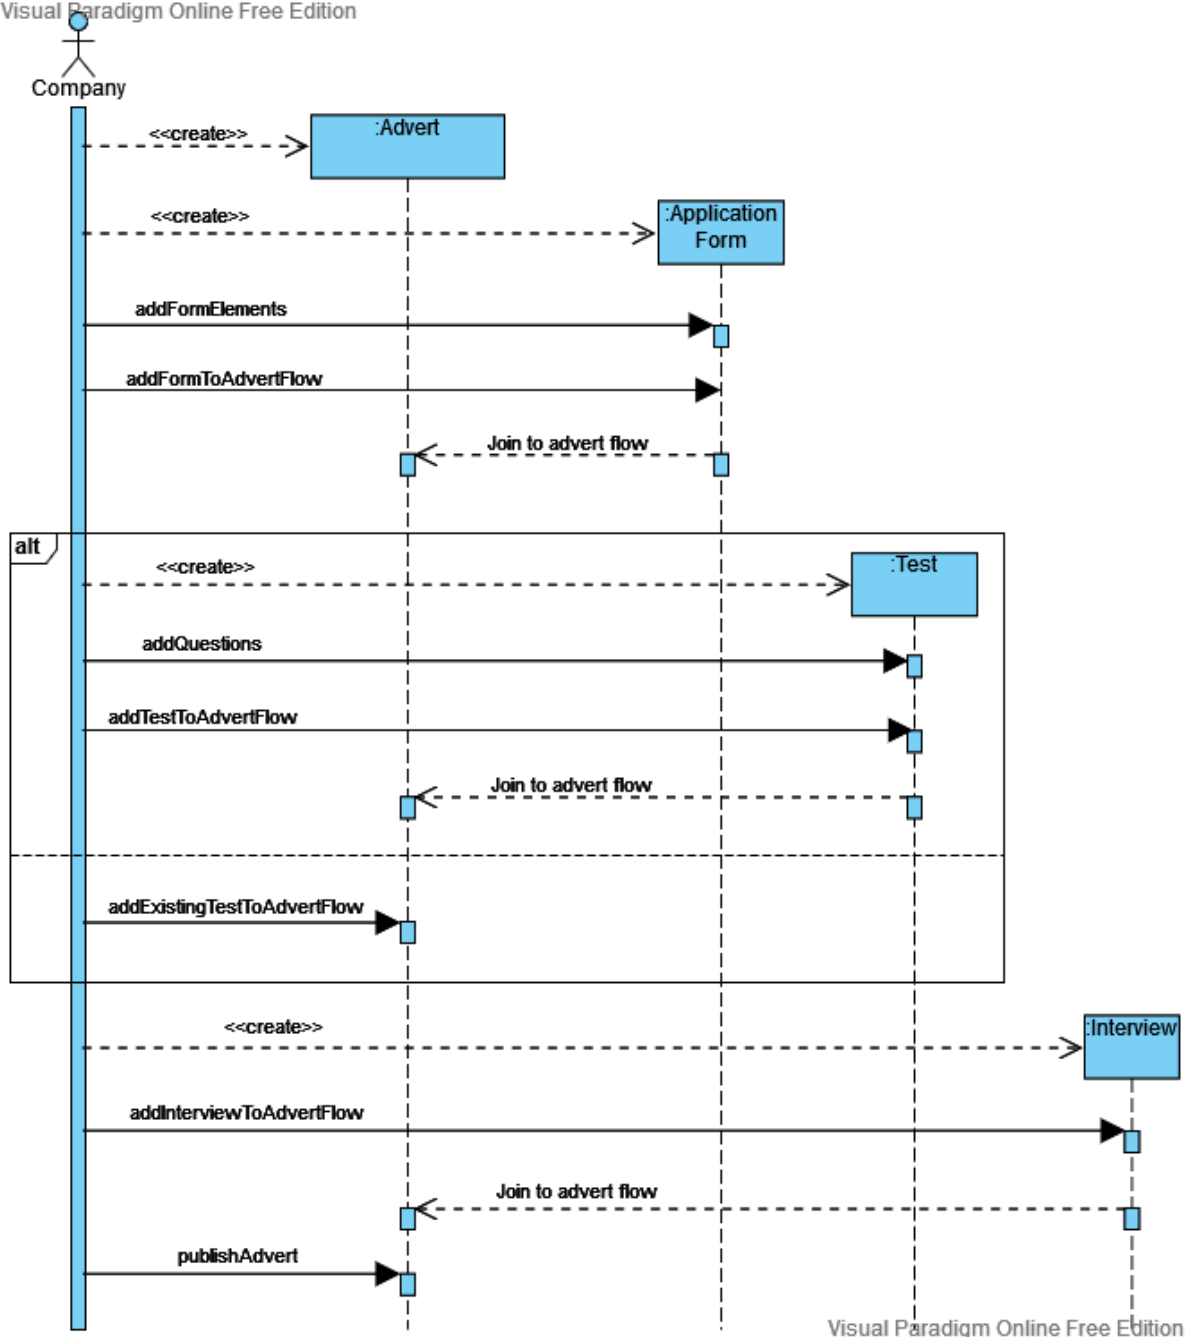 Visual Paradigm Online Free Edition
Company
<<create>>
:Advert
<<create>>
:Application
Form
addFormElements
addFormToAdvertFlow
Join to advert flow
alt
<<create>>
:Test
addQuestions
addTestToAdvertFlow
Join to advert flow
addExistingTestToAdvertFlow
<<create>>
:Interview
addInterviewToAdvertFlow
Join to advert flow
publishAdvert
Visual Paradigm Online Free Edition